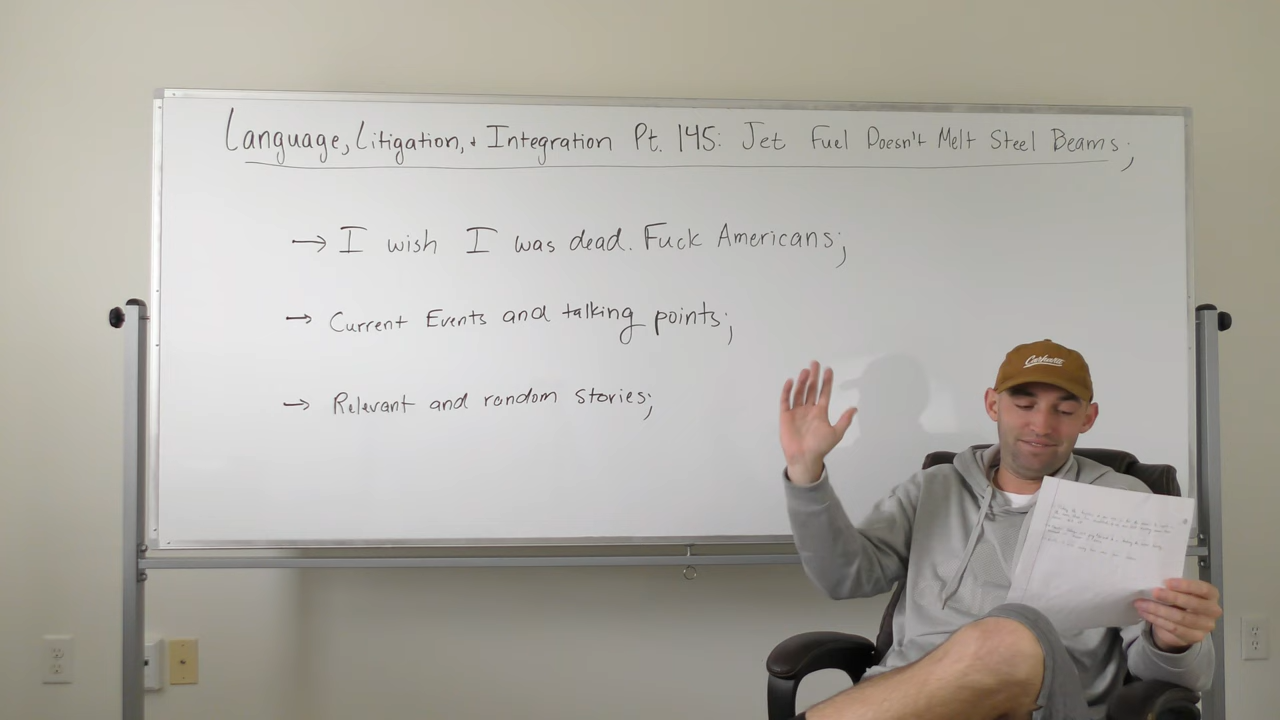 Language, Litigation, + Integration Pt. 145: Jet Fuel Doesn't Melt Steel Beams;
→ I wish I was dead. Fuck Americans;
→ Current Events and talking points;
→ Relevant and random stories;
Carhartt